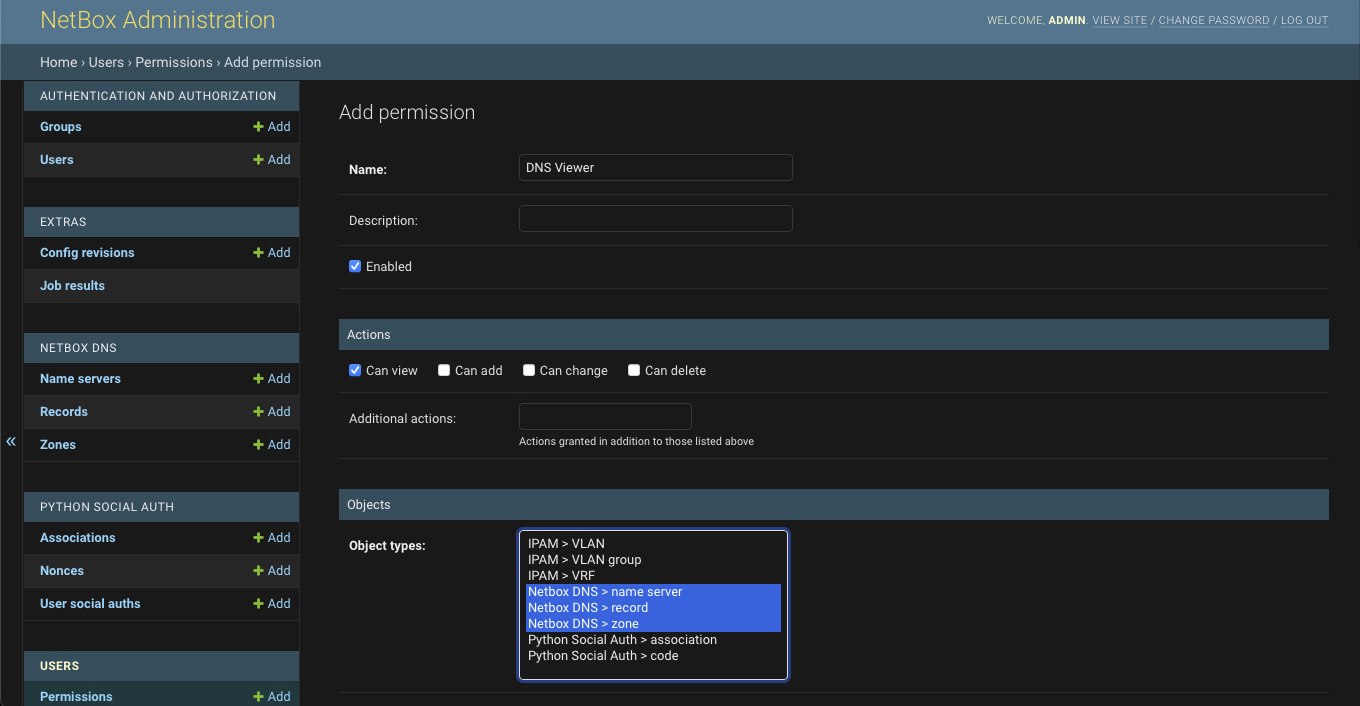 NetBox Administration
WELCOME, ADMIN. VIEW SITE / CHANGE PASSWORD / LOG OUT
Home › Users › Permissions › Add permission
AUTHENTICATION AND AUTHORIZATION
Groups + Add
Users + Add
EXTRAS
Config revisions + Add
Job results
NETBOX DNS
Name servers + Add
Records + Add
Zones + Add
«
PYTHON SOCIAL AUTH
Associations + Add
Nonces + Add
User social auths + Add
USERS
Permissions + Add
Add permission
Name: DNS Viewer
Description:
Enabled
Actions
Can view Can add Can change Can delete
Additional actions:
Actions granted in addition to those listed above
Objects
Object types:
IPAM > VLAN
IPAM > VLAN group
IPAM > VRF
Netbox DNS > name server
Netbox DNS > record
Netbox DNS > zone
Python Social Auth > association
Python Social Auth > code